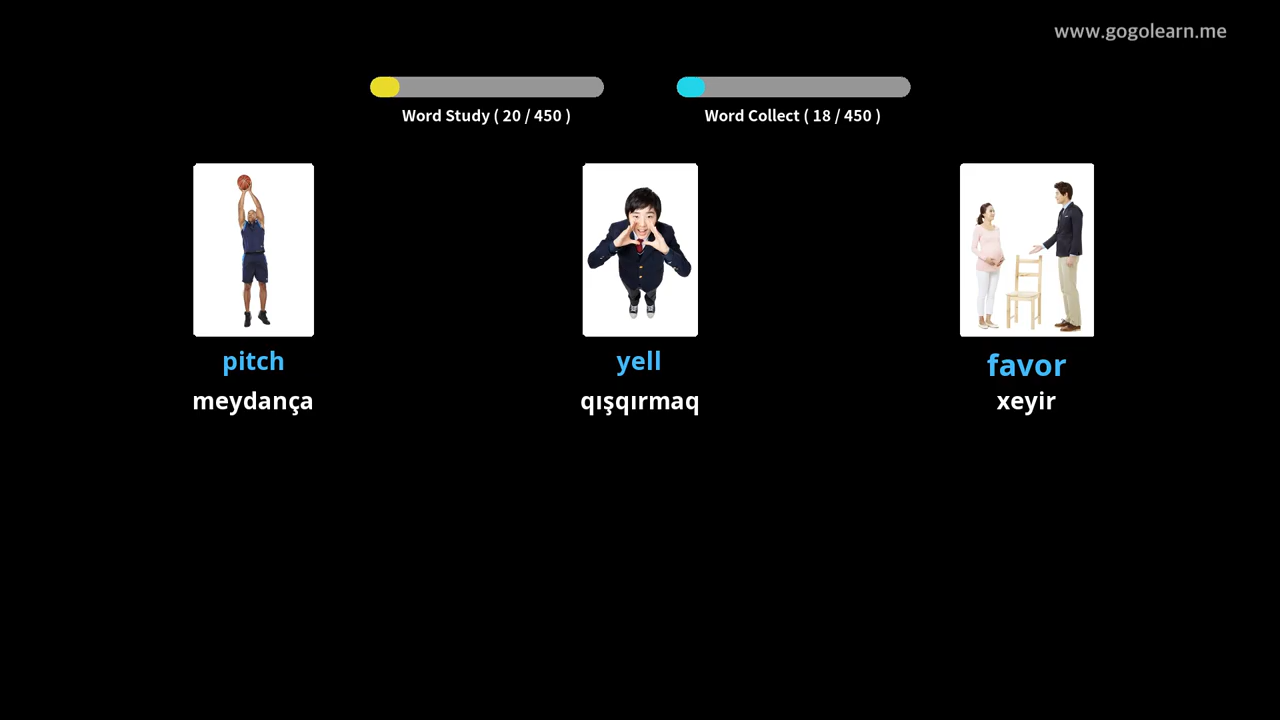 www.gogolearn.me
Word Study ( 20 / 450 )
Word Collect ( 18 / 450 )
pitch
meydança
yell
qışqırmaq
favor
xeyir